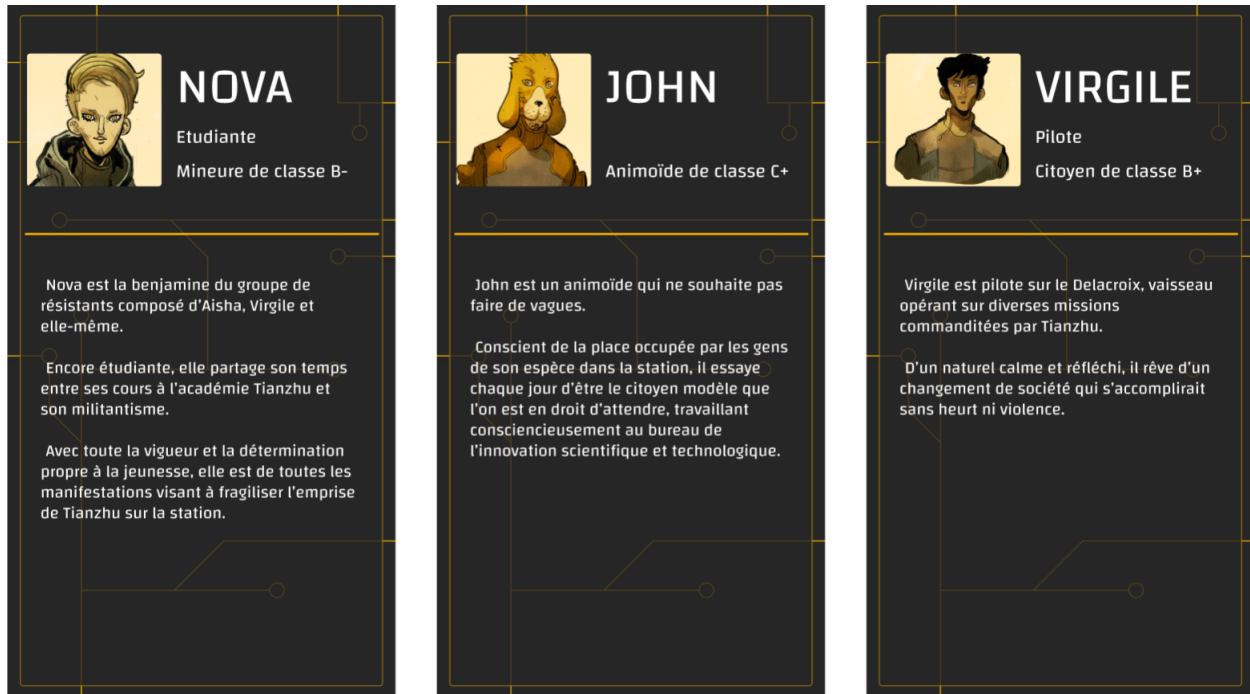 NOVA
Etudiante
Mineure de classe B-
Nova est la benjamine du groupe de
résistants composé d'Aisha, Virgile et
elle-même.
Encore étudiante, elle partage son temps
entre ses cours à l'académie Tianzhu et
son militantisme.
Avec toute la vigueur et la détermination
propre à la jeunesse, elle est de toutes les
manifestations visant à fragiliser l'emprise
de Tianzhu sur la station.
JOHN
Animoïde de classe C+
John est un animoïde qui ne souhaite pas
faire de vagues.
Conscient de la place occupée par les gens
de son espèce dans la station, il essaye
chaque jour d'être le citoyen modèle que
l'on est en droit d'attendre, travaillant
consciencieusement au bureau de
l'innovation scientifique et technologique.
VIRGILE
Pilote
Citoyen de classe B+
Virgile est pilote sur le Delacroix, vaisseau
opérant sur diverses missions
commanditées par Tianzhu.
D'un naturel calme et réfléchi, il rêve d'un
changement de société qui s'accomplirait
sans heurt ni violence.